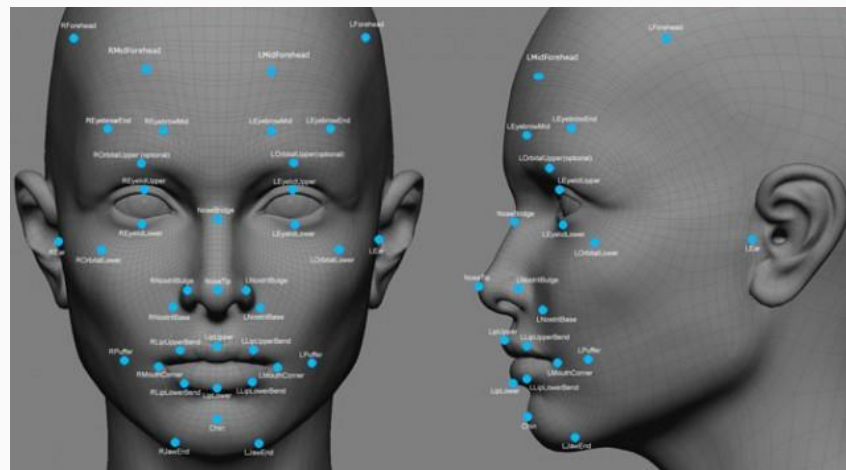 RForehead
LForehead
RMidForehead
LMidForehead
REyebrowEnd
REyebrowMid
LEyebrowMid
LEyebrowEnd
ROrbitalUpper(optional)
LOrbitalUpper(optional)
REyelidUpper
LEyelidUpper
NoseBridge
REyelidLower
LEyelidLower
REar
ROrbitalLower
LOrbitalLower
LEar
RNostrilBulge
NoseTip
LNostrilBulge
RNostrilBase
LNostrilBase
LipUpper
RLipUpperBend
LLipUpperBend
RPuffer
LPuffer
RMouthCorner
LMouthCorner
RLipLowerBend
LipLower
LLipLowerBend
Chin
RJawEnd
LJawEnd
LForehead
LMidForehead
LEyebrowMid
LEyebrowEnd
LOrbitalUpper(optional)
LEyelidUpper
NoseBridge
LEyelidLower
LOrbitalLower
LEar
NoseTip
LNostrilBulge
LNostrilBase
LipUpper
LLipUpperBend
LPuffer
LMouthCorner
LipLower
LLipLowerBend
Chin
LJawEnd